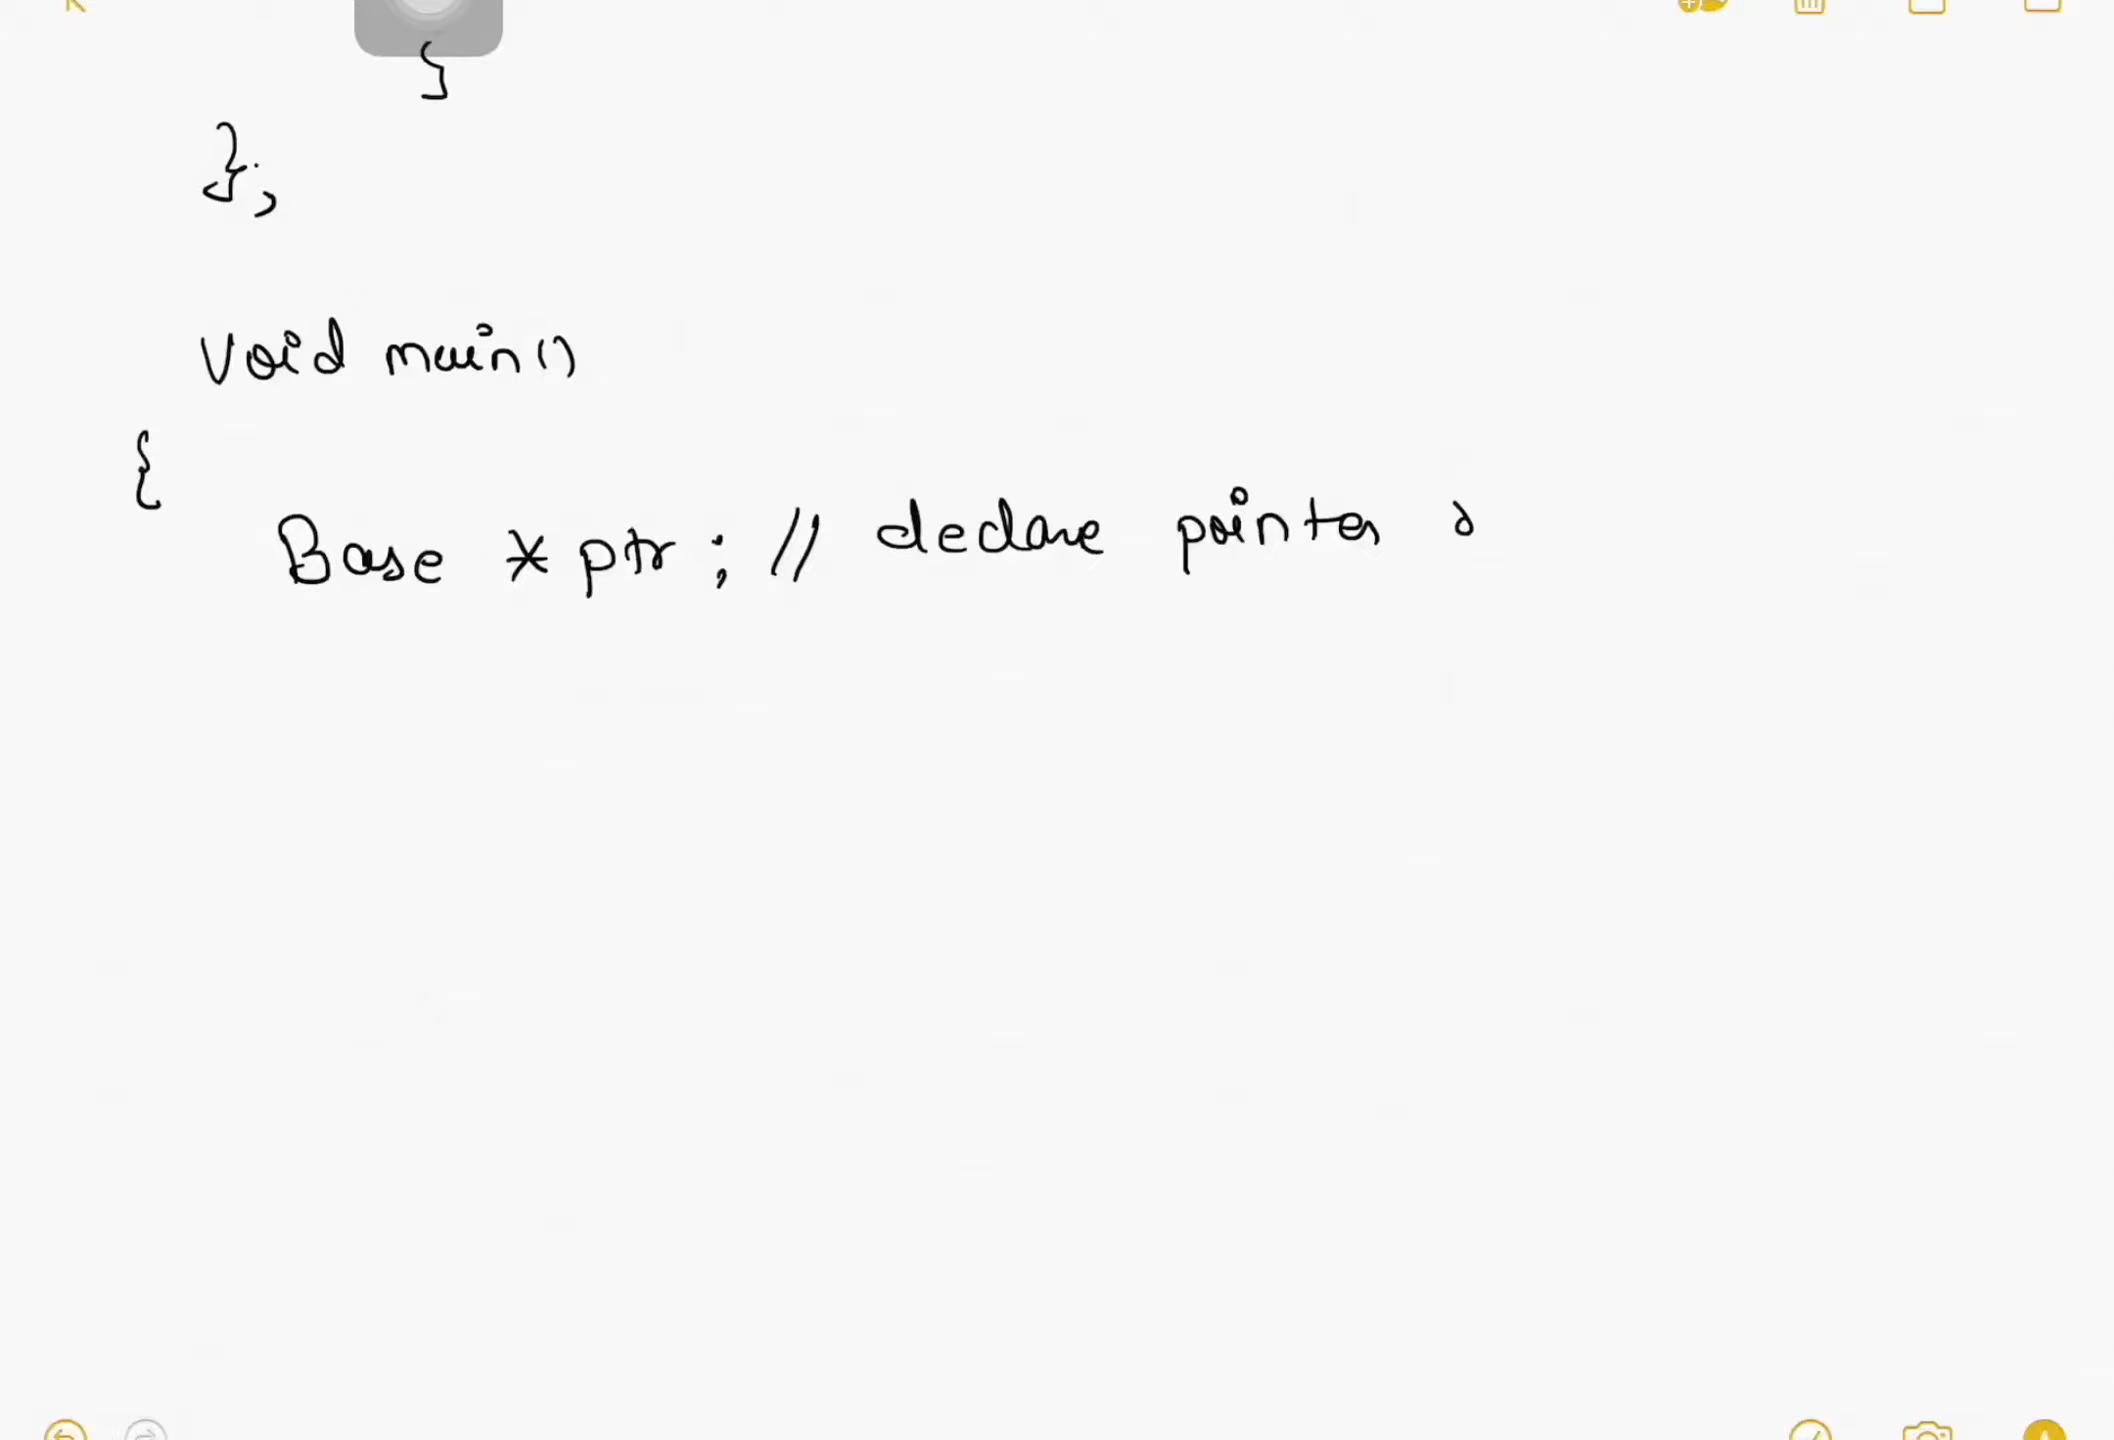 }
};
void main()
{
Base *ptr; // declare pointer o